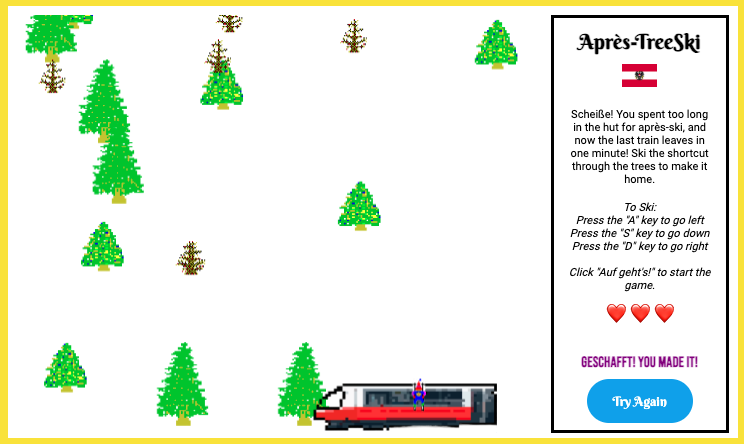 Après-TreeSki
Scheiße! You spent too long
in the hut for après-ski, and
now the last train leaves in
one minute! Ski the shortcut
through the trees to make it
home.
To Ski:
Press the "A" key to go left
Press the "S" key to go down
Press the "D" key to go right
Click "Auf geht's!" to start the
game.
GESCHAFFT! YOU MADE IT!
Try Again